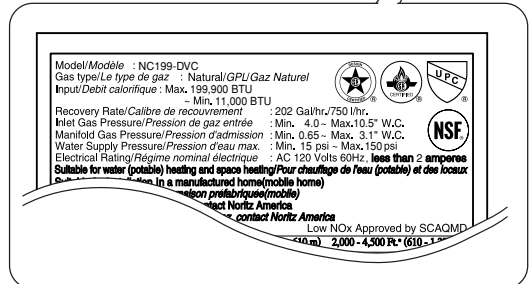 Model/Modèle : NC199-DVC
Gas type/Le type de gaz : Natural/GPL/Gaz Naturel
Input/Debit calorifique : Max. 199,900 BTU
~ Min. 11,000 BTU
Recovery Rate/Calibre de recouvrement : 202 Gal/hr./750 l/hr.
Inlet Gas Pressure/Pression de gaz entrée : Min. 4.0 ~ Max.10.5" W.C.
Manifold Gas Pressure/Pression d'admission : Min. 0.65 ~ Max. 3.1" W.C.
Water Supply Pressure/Pression d'eau max. : Min. 15 psi ~ Max.150 psi
Electrical Rating/Régime nominal électrique : AC 120 Volts 60Hz, less than 2 amperes
Suitable for water (potable) heating and space heating/Pour chauffage de l'eau (potable) et des locaux
in a manufactured home(mobile home)
préfabriquée(mobile)
contact Noritz America
contact Noritz America
Low NOx Approved by SCAQMD
2,000 - 4,500 Ft.* (610 -
DESIGN
CERTIFIED
CERTIFIED
UPC
NSF.